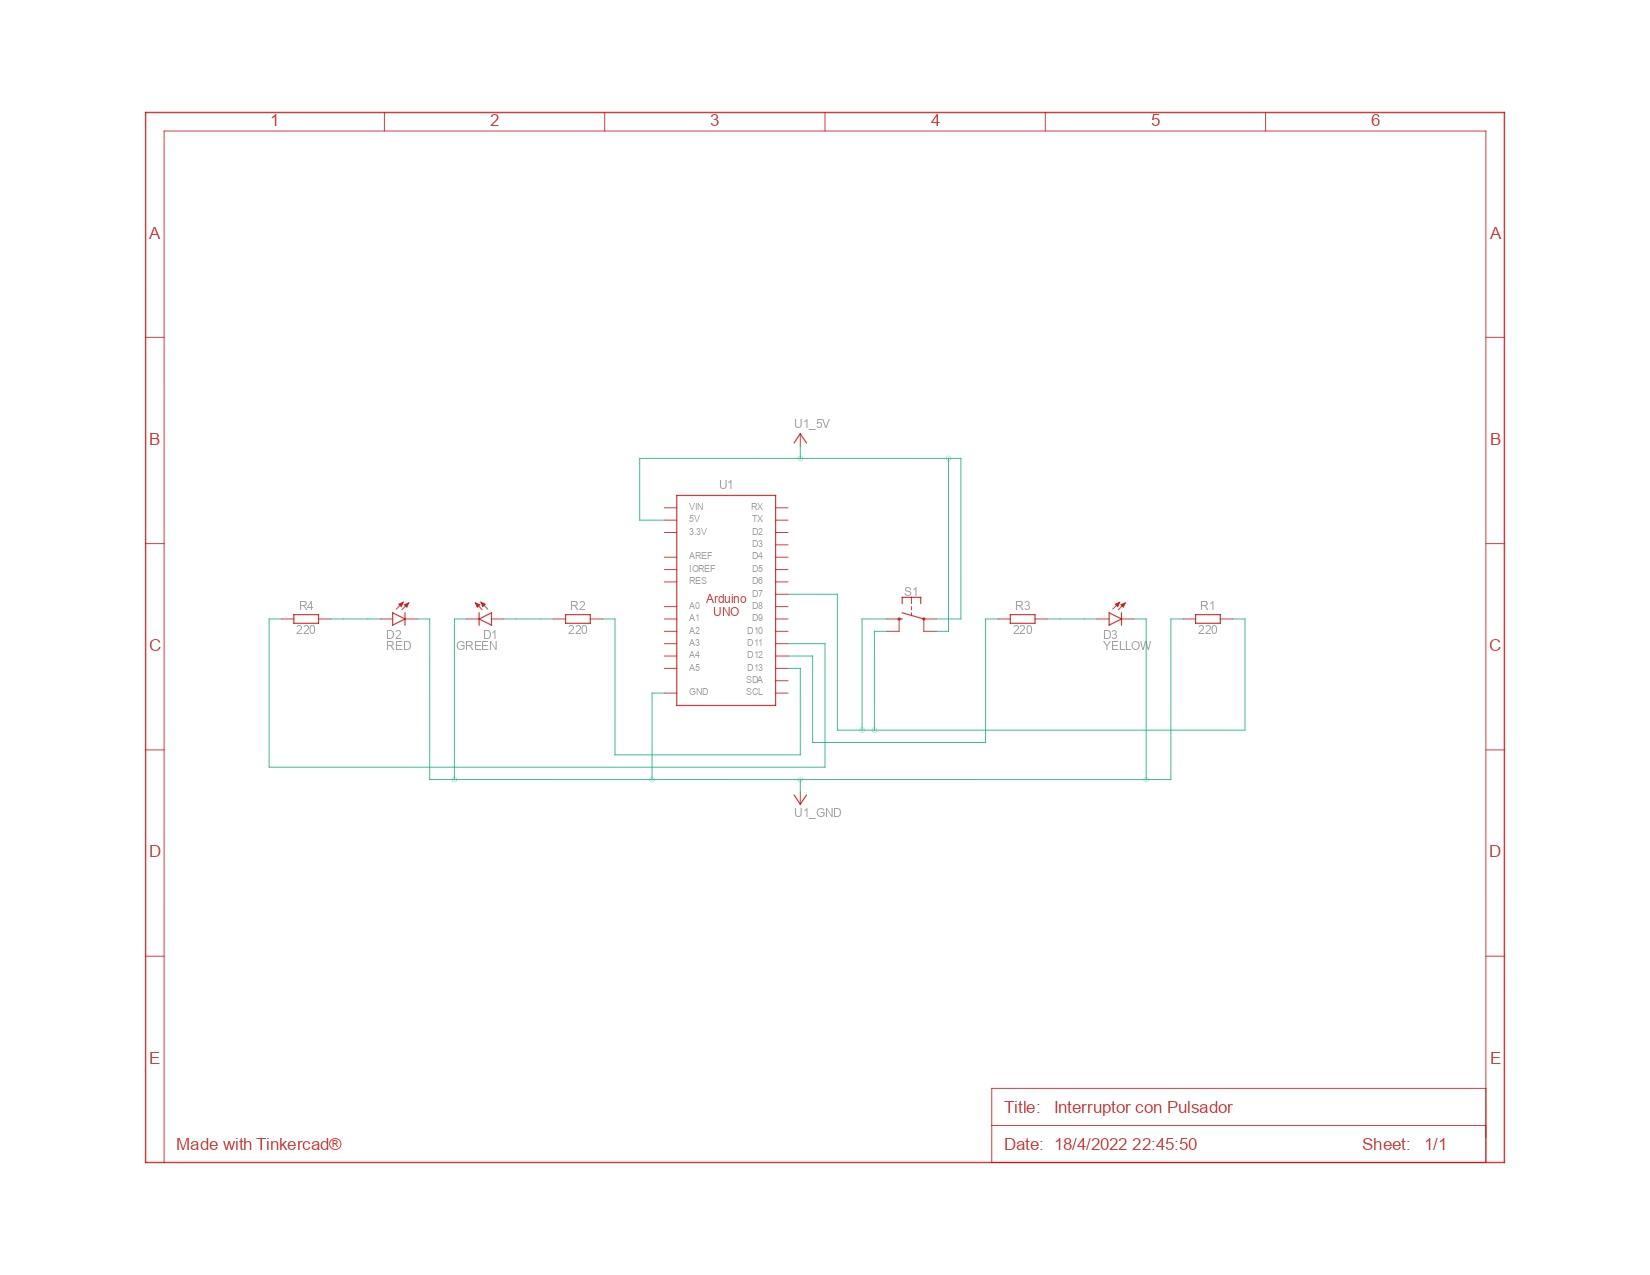 1 2 3 4 5 6
A A
B B
U1_5V
U1
VIN RX
5V TX
3.3V D2
D3
AREF D4
IOREF D5
RES D6
D7
Arduino
UNO
A0 D8
A1 D9
A2 D10
A3 D11
A4 D12
A5 D13
SDA
GND SCL
R4
220
D2
RED
D1
GREEN
R2
220
S1
R3
220
D3
YELLOW
R1
220
C C
U1_GND
D D
E E
Title: Interruptor con Pulsador
Made with Tinkercad®
Date: 18/4/2022 22:45:50 Sheet: 1/1